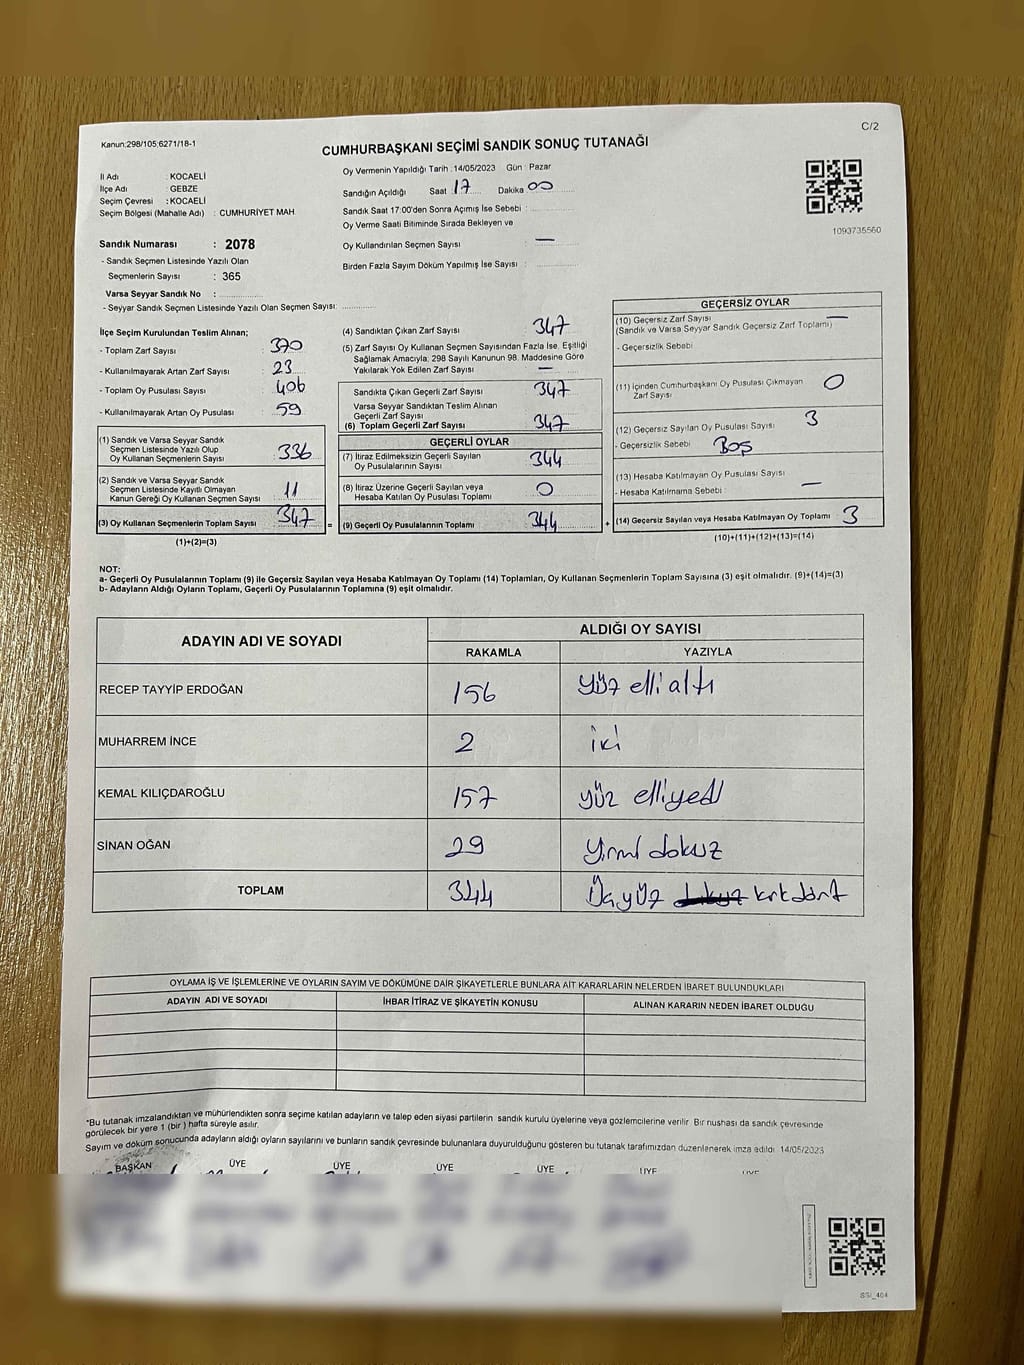 Kanun:298/105;6271/18-1
C/2
CUMHURBAŞKANI SEÇİMİ SANDIK SONUÇ TUTANAĞI
İl Adı : KOCAELİ
İlçe Adı : GEBZE
Seçim Çevresi : KOCAELİ
Seçim Bölgesi (Mahalle Adı) : CUMHURİYET MAH.
Sandık Numarası : 2078
- Sandık Seçmen Listesinde Yazılı Olan
Seçmenlerin Sayısı : 365
Varsa Seyyar Sandık No :
- Seyyar Sandık Seçmen Listesinde Yazılı Olan Seçmen Sayısı:
Oy Vermenin Yapıldığı Tarih :14/05/2023 Gün : Pazar
Sandığın Açıldığı Saat 17 Dakika 00
Sandık Saat 17:00'den Sonra Açımış İse Sebebi :
Oy Verme Saati Bitiminde Sırada Bekleyen ve
Oy Kullandırılan Seçmen Sayısı : —
Birden Fazla Sayım Döküm Yapılmış İse Sayısı :
1093735560
İlçe Seçim Kurulundan Teslim Alınan;
- Toplam Zarf Sayısı : 370
- Kullanılmayarak Artan Zarf Sayısı : 23
- Toplam Oy Pusulası Sayısı : 406
- Kullanılmayarak Artan Oy Pusulası : 59
(1) Sandık ve Varsa Seyyar Sandık
Seçmen Listesinde Yazılı Olup
Oy Kullanan Seçmenlerin Sayısı : 336
(2) Sandık ve Varsa Seyyar Sandık
Seçmen Listesinde Kayıtlı Olmayan
Kanun Gereği Oy Kullanan Seçmen Sayısı : 11
(3) Oy Kullanan Seçmenlerin Toplam Sayısı : 347
(1)+(2)=(3)
(4) Sandıktan Çıkan Zarf Sayısı : 347
(5) Zarf Sayısı Oy Kullanan Seçmen Sayısından Fazla İse, Eşitliği
Sağlamak Amacıyla; 298 Sayılı Kanunun 98. Maddesine Göre
Yakılarak Yok Edilen Zarf Sayısı : —
Sandıkta Çıkan Geçerli Zarf Sayısı : 347
Varsa Seyyar Sandıktan Teslim Alınan
Geçerli Zarf Sayısı
(6) Toplam Geçerli Zarf Sayısı : 347
GEÇERLİ OYLAR
(7) İtiraz Edilmeksizin Geçerli Sayılan
Oy Pusulalarının Sayısı : 344
(8) İtiraz Üzerine Geçerli Sayılan veya
Hesaba Katılan Oy Pusulası Toplamı : 0
= (9) Geçerli Oy Pusulalarının Toplamı : 344
GEÇERSİZ OYLAR
(10) Geçersiz Zarf Sayısı —
(Sandık ve Varsa Seyyar Sandık Geçersiz Zarf Toplamı)
- Geçersizlik Sebebi
(11) İçinden Cumhurbaşkanı Oy Pusulası Çıkmayan
Zarf Sayısı 0
(12) Geçersiz Sayılan Oy Pusulası Sayısı 3
- Geçersizlik Sebebi : Boş
(13) Hesaba Katılmayan Oy Pusulası Sayısı
- Hesaba Katılmama Sebebi : —
+ (14) Geçersiz Sayılan veya Hesaba Katılmayan Oy Toplamı 3
(10)+(11)+(12)+(13)=(14)
NOT:
a- Geçerli Oy Pusulalarının Toplamı (9) ile Geçersiz Sayılan veya Hesaba Katılmayan Oy Toplamı (14) Toplamları, Oy Kullanan Seçmenlerin Toplam Sayısına (3) eşit olmalıdır. (9)+(14)=(3)
b- Adayların Aldığı Oyların Toplamı, Geçerli Oy Pusulalarının Toplamına (9) eşit olmalıdır.
ADAYIN ADI VE SOYADI
ALDIĞI OY SAYISI
RAKAMLA YAZIYLA
RECEP TAYYİP ERDOĞAN 156 yüz elli altı
MUHARREM İNCE 2 iki
KEMAL KILIÇDAROĞLU 157 yüz elliyedi
SİNAN OĞAN 29 yirmi dokuz
TOPLAM 344 Üçyüz kırkdört
OYLAMA İŞ VE İŞLEMLERİNE VE OYLARIN SAYIM VE DÖKÜMÜNE DAİR ŞİKAYETLERLE BUNLARA AİT KARARLARIN NELERDEN İBARET BULUNDUKLARI
ADAYIN ADI VE SOYADI İHBAR İTİRAZ VE ŞİKAYETİN KONUSU ALINAN KARARIN NEDEN İBARET OLDUĞU
*Bu tutanak imzalandıktan ve mühürlendikten sonra seçime katılan adayların ve talep eden siyasi partilerin sandık kurulu üyelerine veya gözlemcilerine verilir. Bir nushası da sandık çevresinde
görülecek bir yere 1 (bir ) hafta süreyle asılır.
Sayım ve döküm sonucunda adayların aldığı oyların sayılarını ve bunların sandık çevresinde bulunanlara duyurulduğunu gösteren bu tutanak tarafımızdan düzenlenerek imza edildi. 14/05/2023
BAŞKAN ÜYE ÜYE ÜYE ÜYE ÜYE ÜYE
SSİ_404